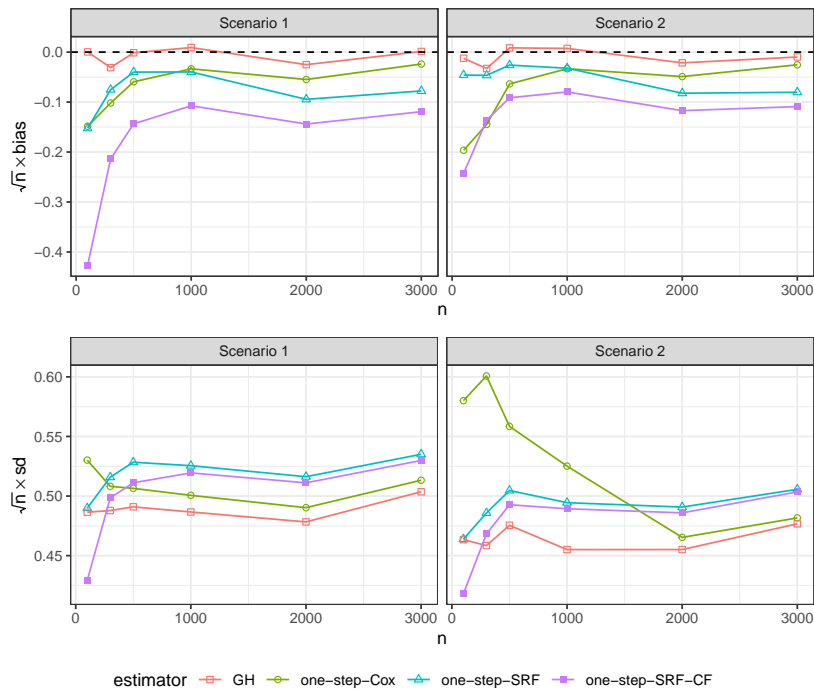 Scenario 1
Scenario 2
0.0
−0.1
−0.2
−0.3
−0.4
√n × bias
0
1000
2000
3000
0
1000
2000
3000
n
Scenario 1
Scenario 2
0.60
0.55
0.50
0.45
√n × sd
0
1000
2000
3000
0
1000
2000
3000
n
estimator GH one−step−Cox one−step−SRF one−step−SRF−CF